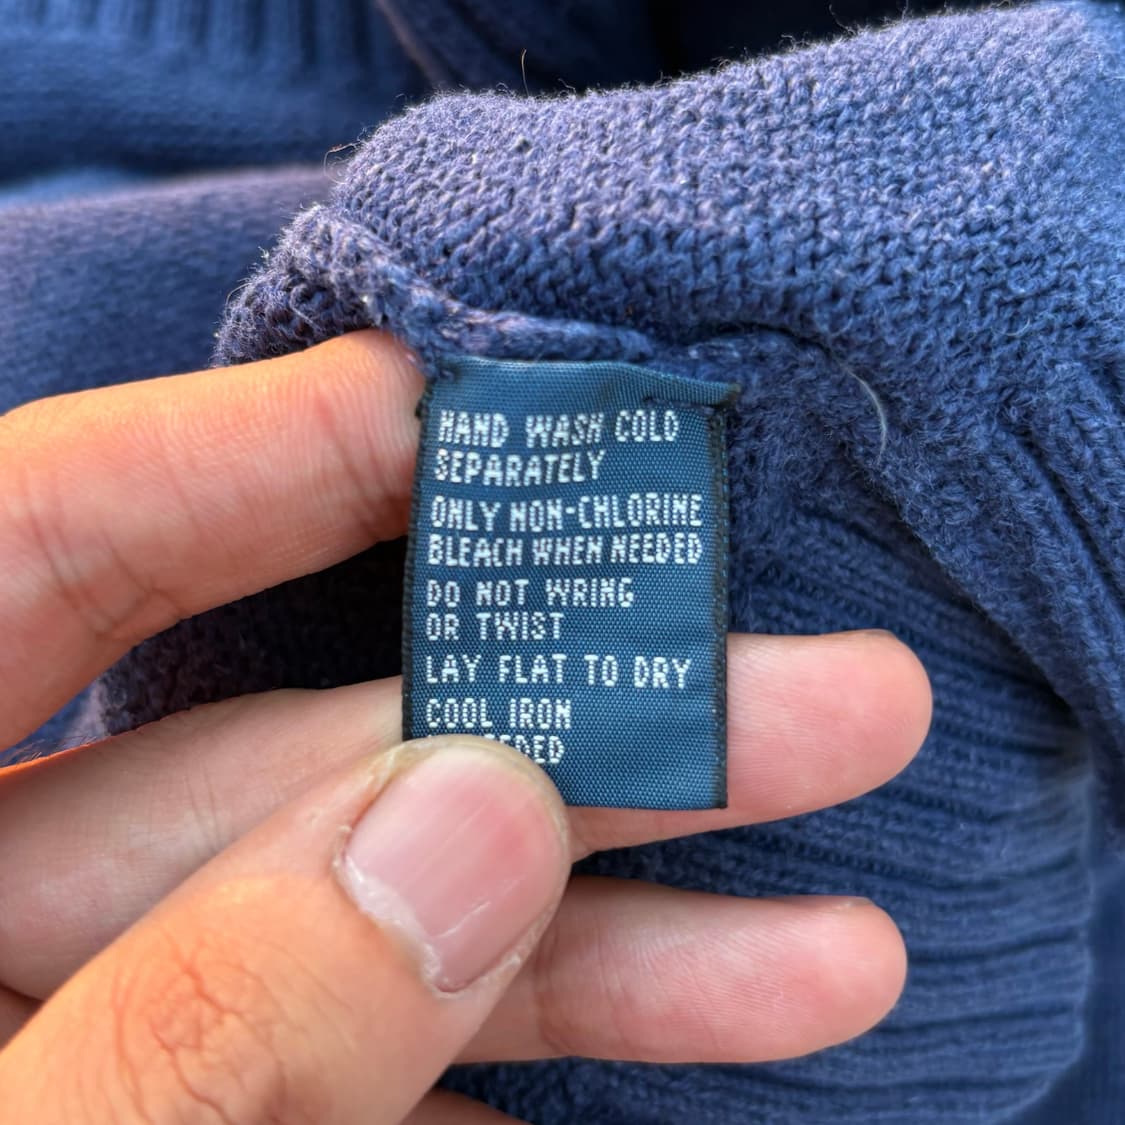 HAND WASH COLD
SEPARATELY
ONLY NON-CHLORINE
BLEACH WHEN NEEDED
DO NOT WRING
OR TWIST
LAY FLAT TO DRY
COOL IRON